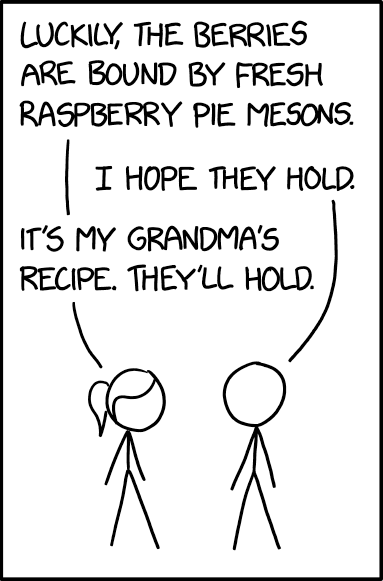 LUCKILY, THE BERRIES
ARE BOUND BY FRESH
RASPBERRY PIE MESONS.
I HOPE THEY HOLD.
IT'S MY GRANDMA'S
RECIPE. THEY'LL HOLD.